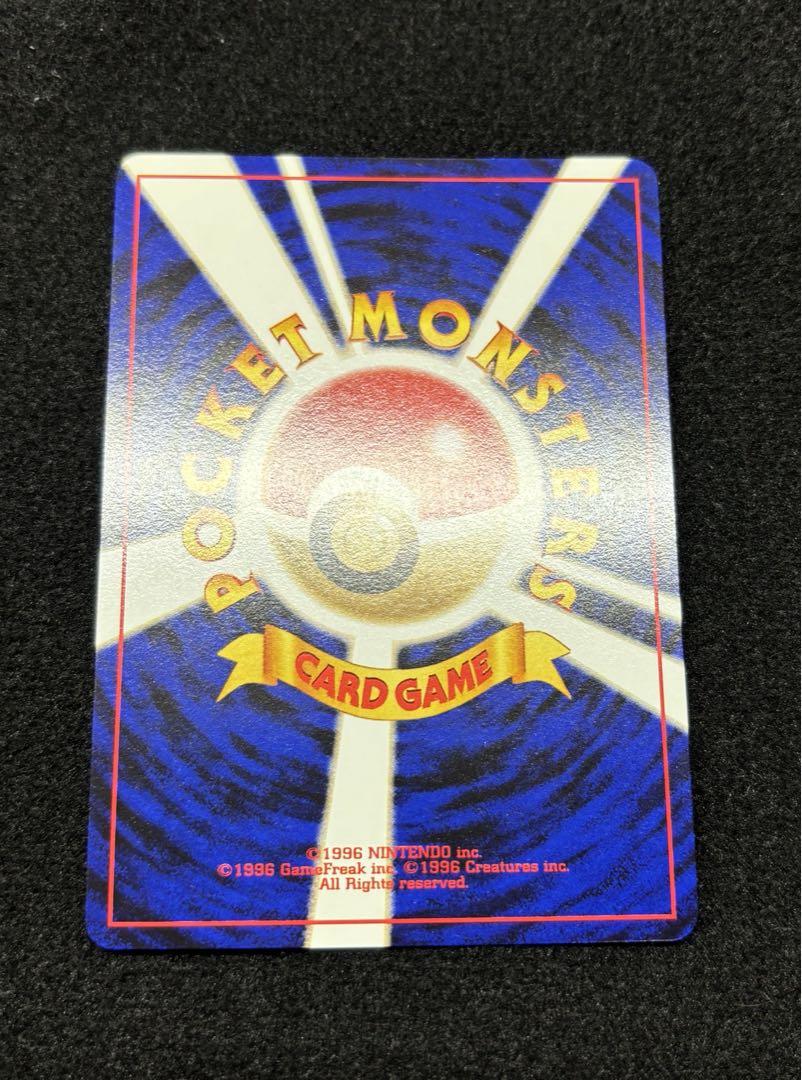 POCKET MONSTERS
CARD GAME
©1996 NINTENDO inc.
©1996 GameFreak inc. ©1996 Creatures inc.
All Rights reserved.